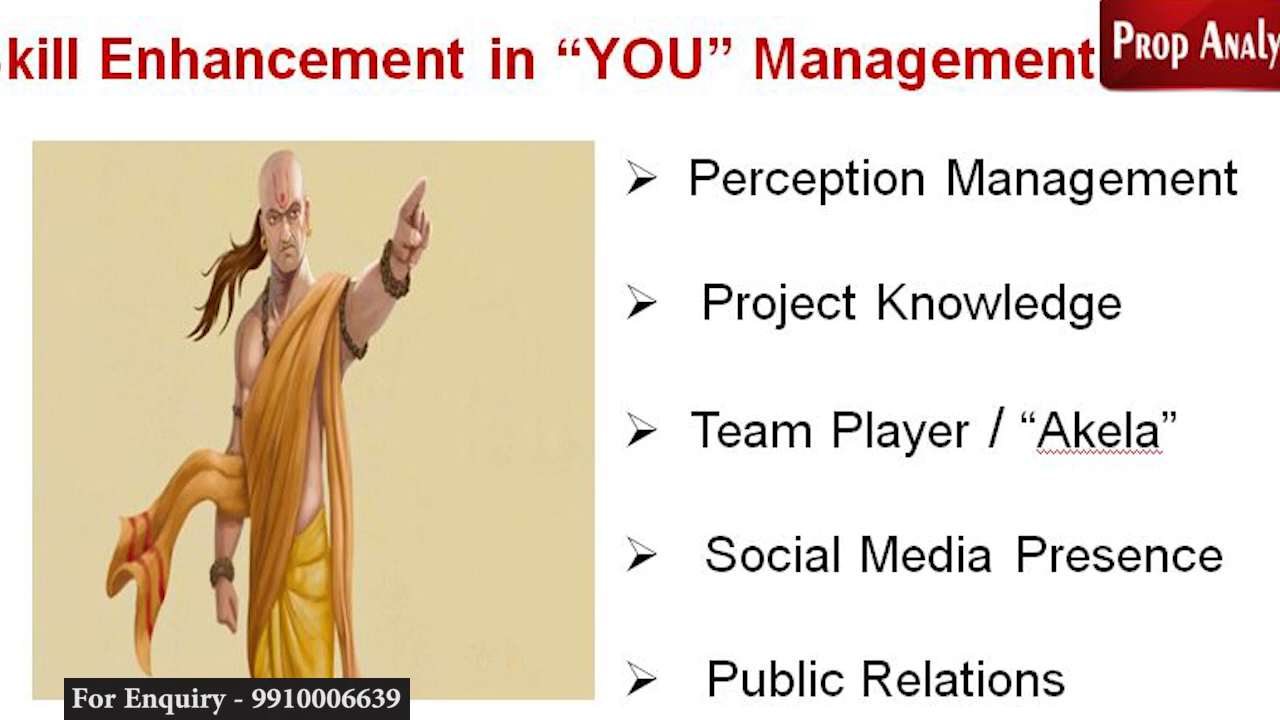 kill Enhancement in “YOU” Management
Prop Analy
➢ Perception Management
➢ Project Knowledge
➢ Team Player / “Akela”
➢ Social Media Presence
➢ Public Relations
For Enquiry - 9910006639